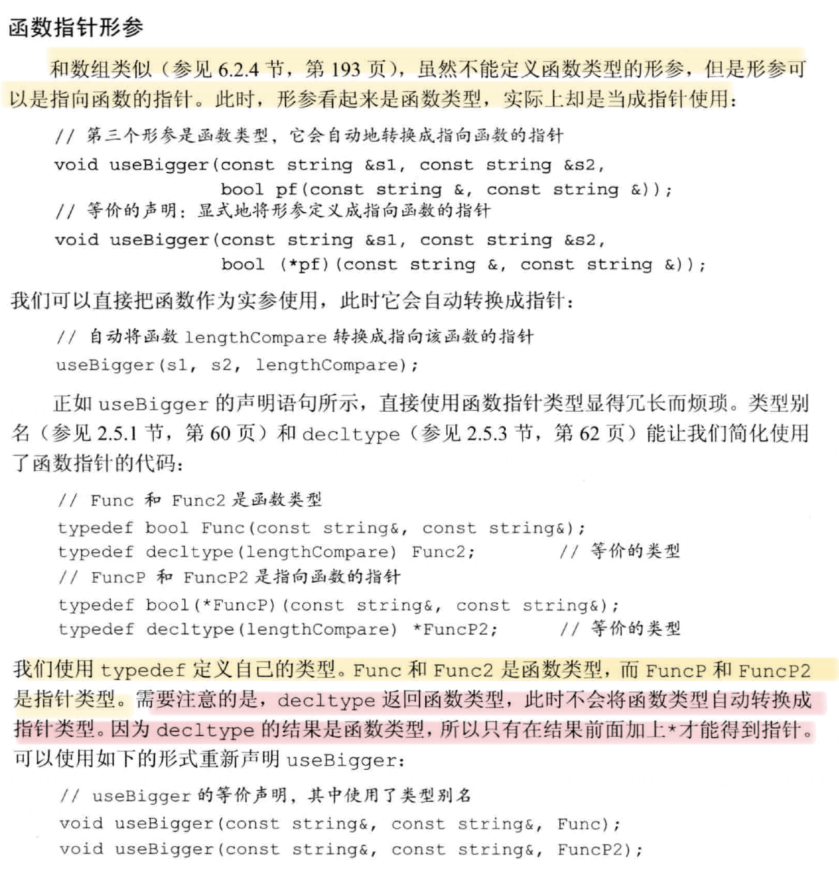 函数指针形参
和数组类似（参见 6.2.4 节，第 193 页），虽然不能定义函数类型的形参，但是形参可
以是指向函数的指针。此时，形参看起来是函数类型，实际上却是当成指针使用：
// 第三个形参是函数类型，它会自动地转换成指向函数的指针
void useBigger(const string &s1, const string &s2,
bool pf(const string &, const string &));
// 等价的声明：显式地将形参定义成指向函数的指针
void useBigger(const string &s1, const string &s2,
bool (*pf)(const string &, const string &));
我们可以直接把函数作为实参使用，此时它会自动转换成指针：
// 自动将函数 lengthCompare 转换成指向该函数的指针
useBigger(s1, s2, lengthCompare);
正如 useBigger 的声明语句所示，直接使用函数指针类型显得冗长而烦琐。类型别
名（参见 2.5.1 节，第 60 页）和 decltype（参见 2.5.3 节，第 62 页）能让我们简化使用
了函数指针的代码：
// Func 和 Func2 是函数类型
typedef bool Func(const string&, const string&);
typedef decltype(lengthCompare) Func2; // 等价的类型
// FuncP 和 FuncP2 是指向函数的指针
typedef bool(*FuncP)(const string&, const string&);
typedef decltype(lengthCompare) *FuncP2; // 等价的类型
我们使用 typedef 定义自己的类型。Func 和 Func2 是函数类型，而 FuncP 和 FuncP2
是指针类型。需要注意的是，decltype 返回函数类型，此时不会将函数类型自动转换成
指针类型。因为 decltype 的结果是函数类型，所以只有在结果前面加上*才能得到指针。
可以使用如下的形式重新声明 useBigger：
// useBigger 的等价声明，其中使用了类型别名
void useBigger(const string&, const string&, Func);
void useBigger(const string&, const string&, FuncP2);